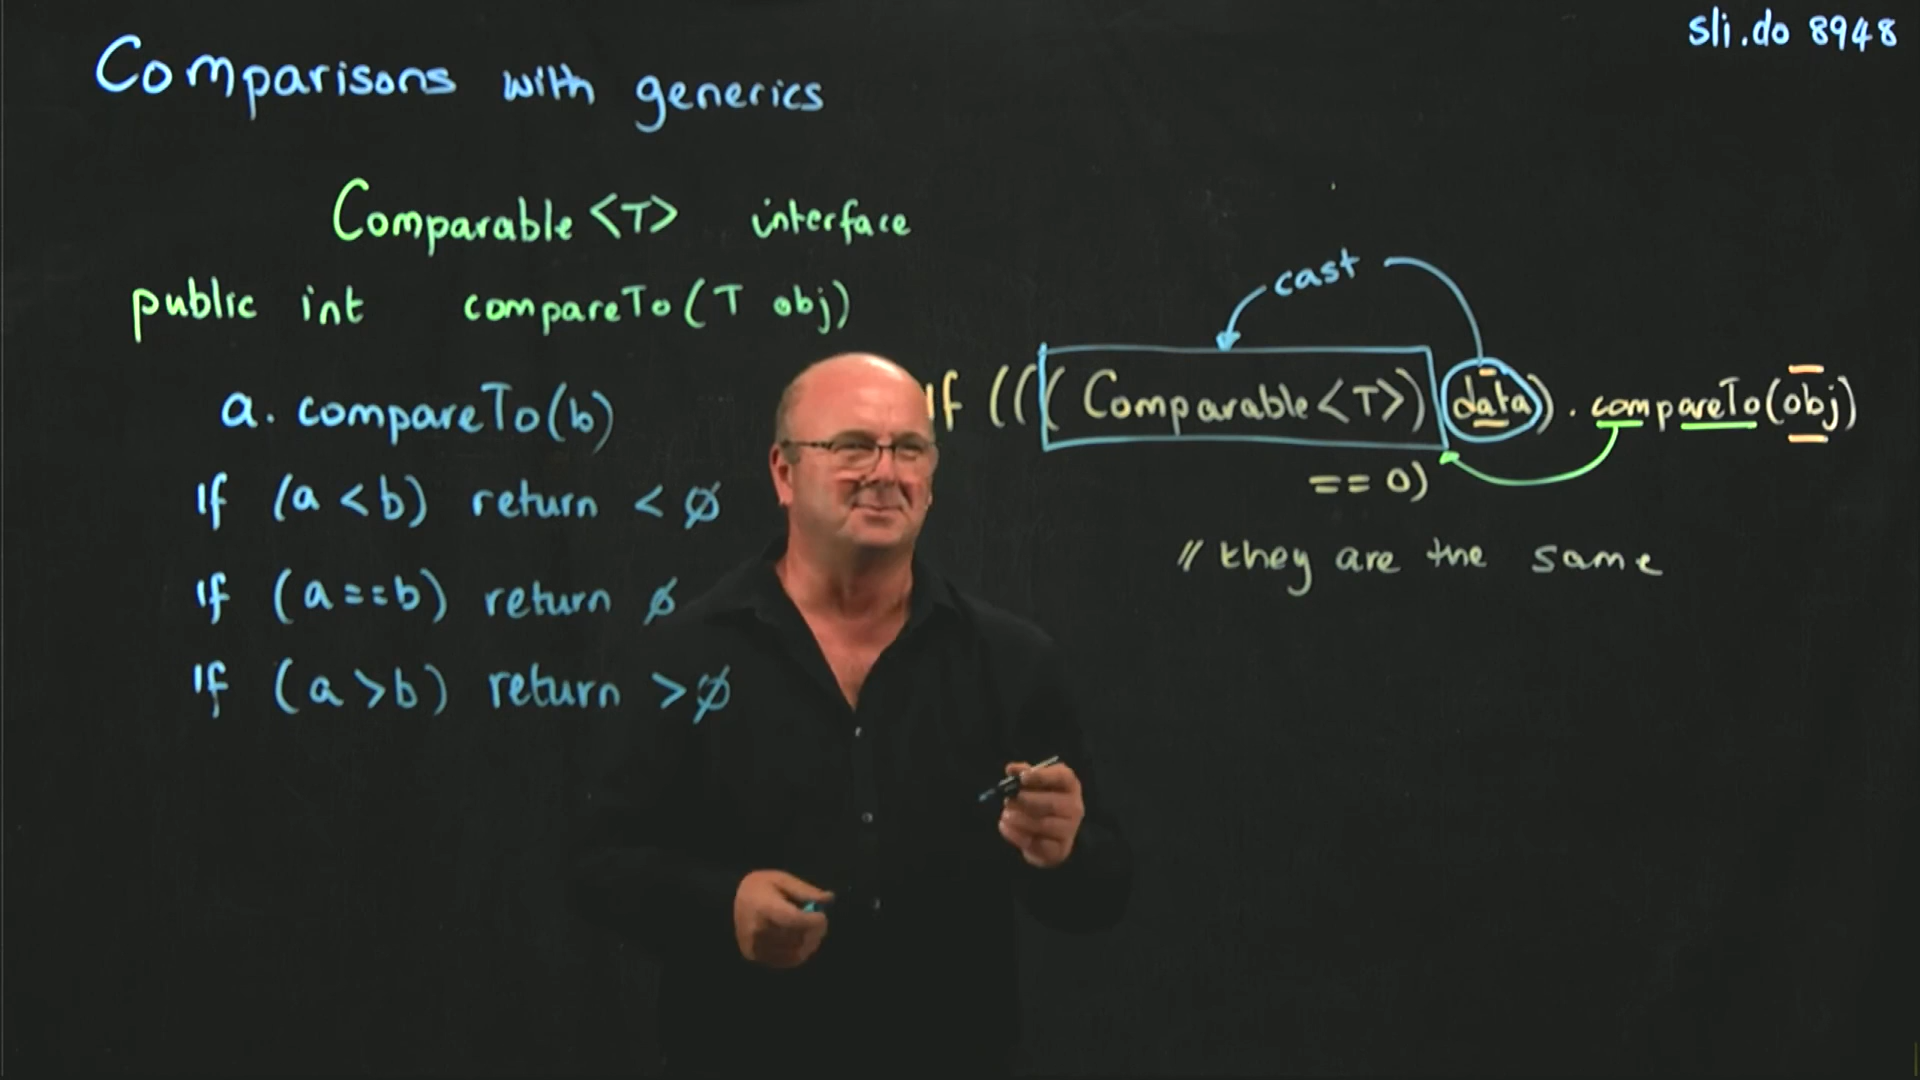 sli.do 8948
Comparisons with generics
Comparable <T> interface
public int compareTo(T obj)
a. compareTo(b)
if (a < b) return < ∅
if (a==b) return ∅
if (a > b) return > ∅
cast
if (((Comparable<T>) data)).compareTo(obj)
== 0)
// they are the same